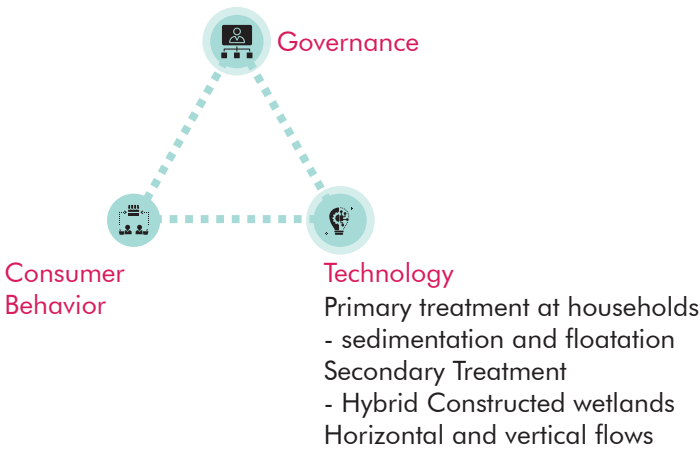 Governance
Consumer
Behavior
Technology
Primary treatment at households
- sedimentation and floatation
Secondary Treatment
- Hybrid Constructed wetlands
Horizontal and vertical flows